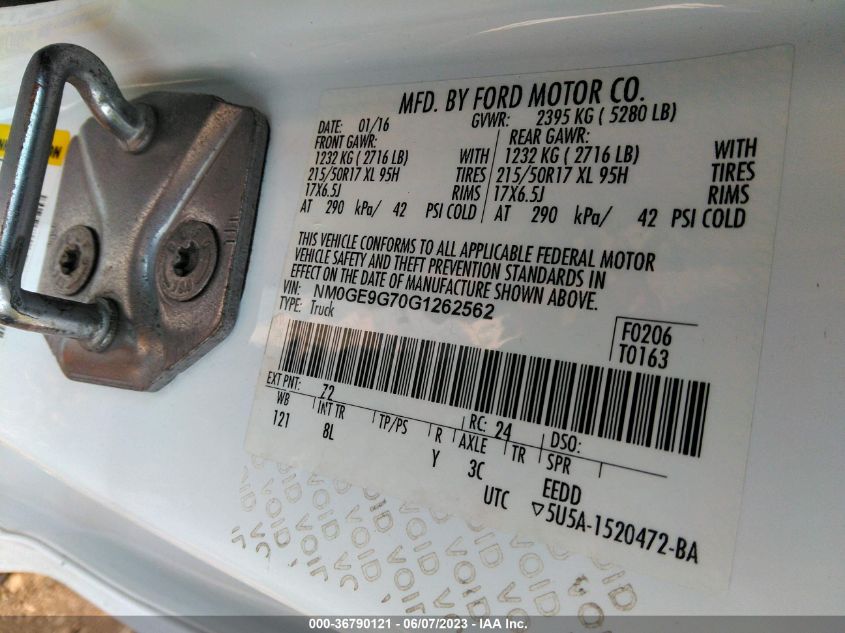 MFD. BY FORD MOTOR CO.
DATE: 01/16 GVWR: 2395 KG ( 5280 LB)
FRONT GAWR: REAR GAWR:
1232 KG ( 2716 LB) WITH 1232 KG ( 2716 LB) WITH
215/50R17 XL 95H TIRES 215/50R17 XL 95H TIRES
17X6.5J RIMS 17X6.5J RIMS
AT 290 kPa/ 42 PSI COLD AT 290 kPa/ 42 PSI COLD
THIS VEHICLE CONFORMS TO ALL APPLICABLE FEDERAL MOTOR
VEHICLE SAFETY AND THEFT PREVENTION STANDARDS IN
EFFECT ON THE DATE OF MANUFACTURE SHOWN ABOVE.
VIN: NM0GE9G70G1262562
TYPE: Truck
F0206
T0163
EXT PNT: Z2 RC: 24 DSO:
WB INT TR TP/PS R AXLE TR SPR
121 8L Y 3C EEDD
UTC ▽5U5A-1520472-BA
VOID VOID VOID VOID
000-36790121 - 06/07/2023 - IAA Inc.